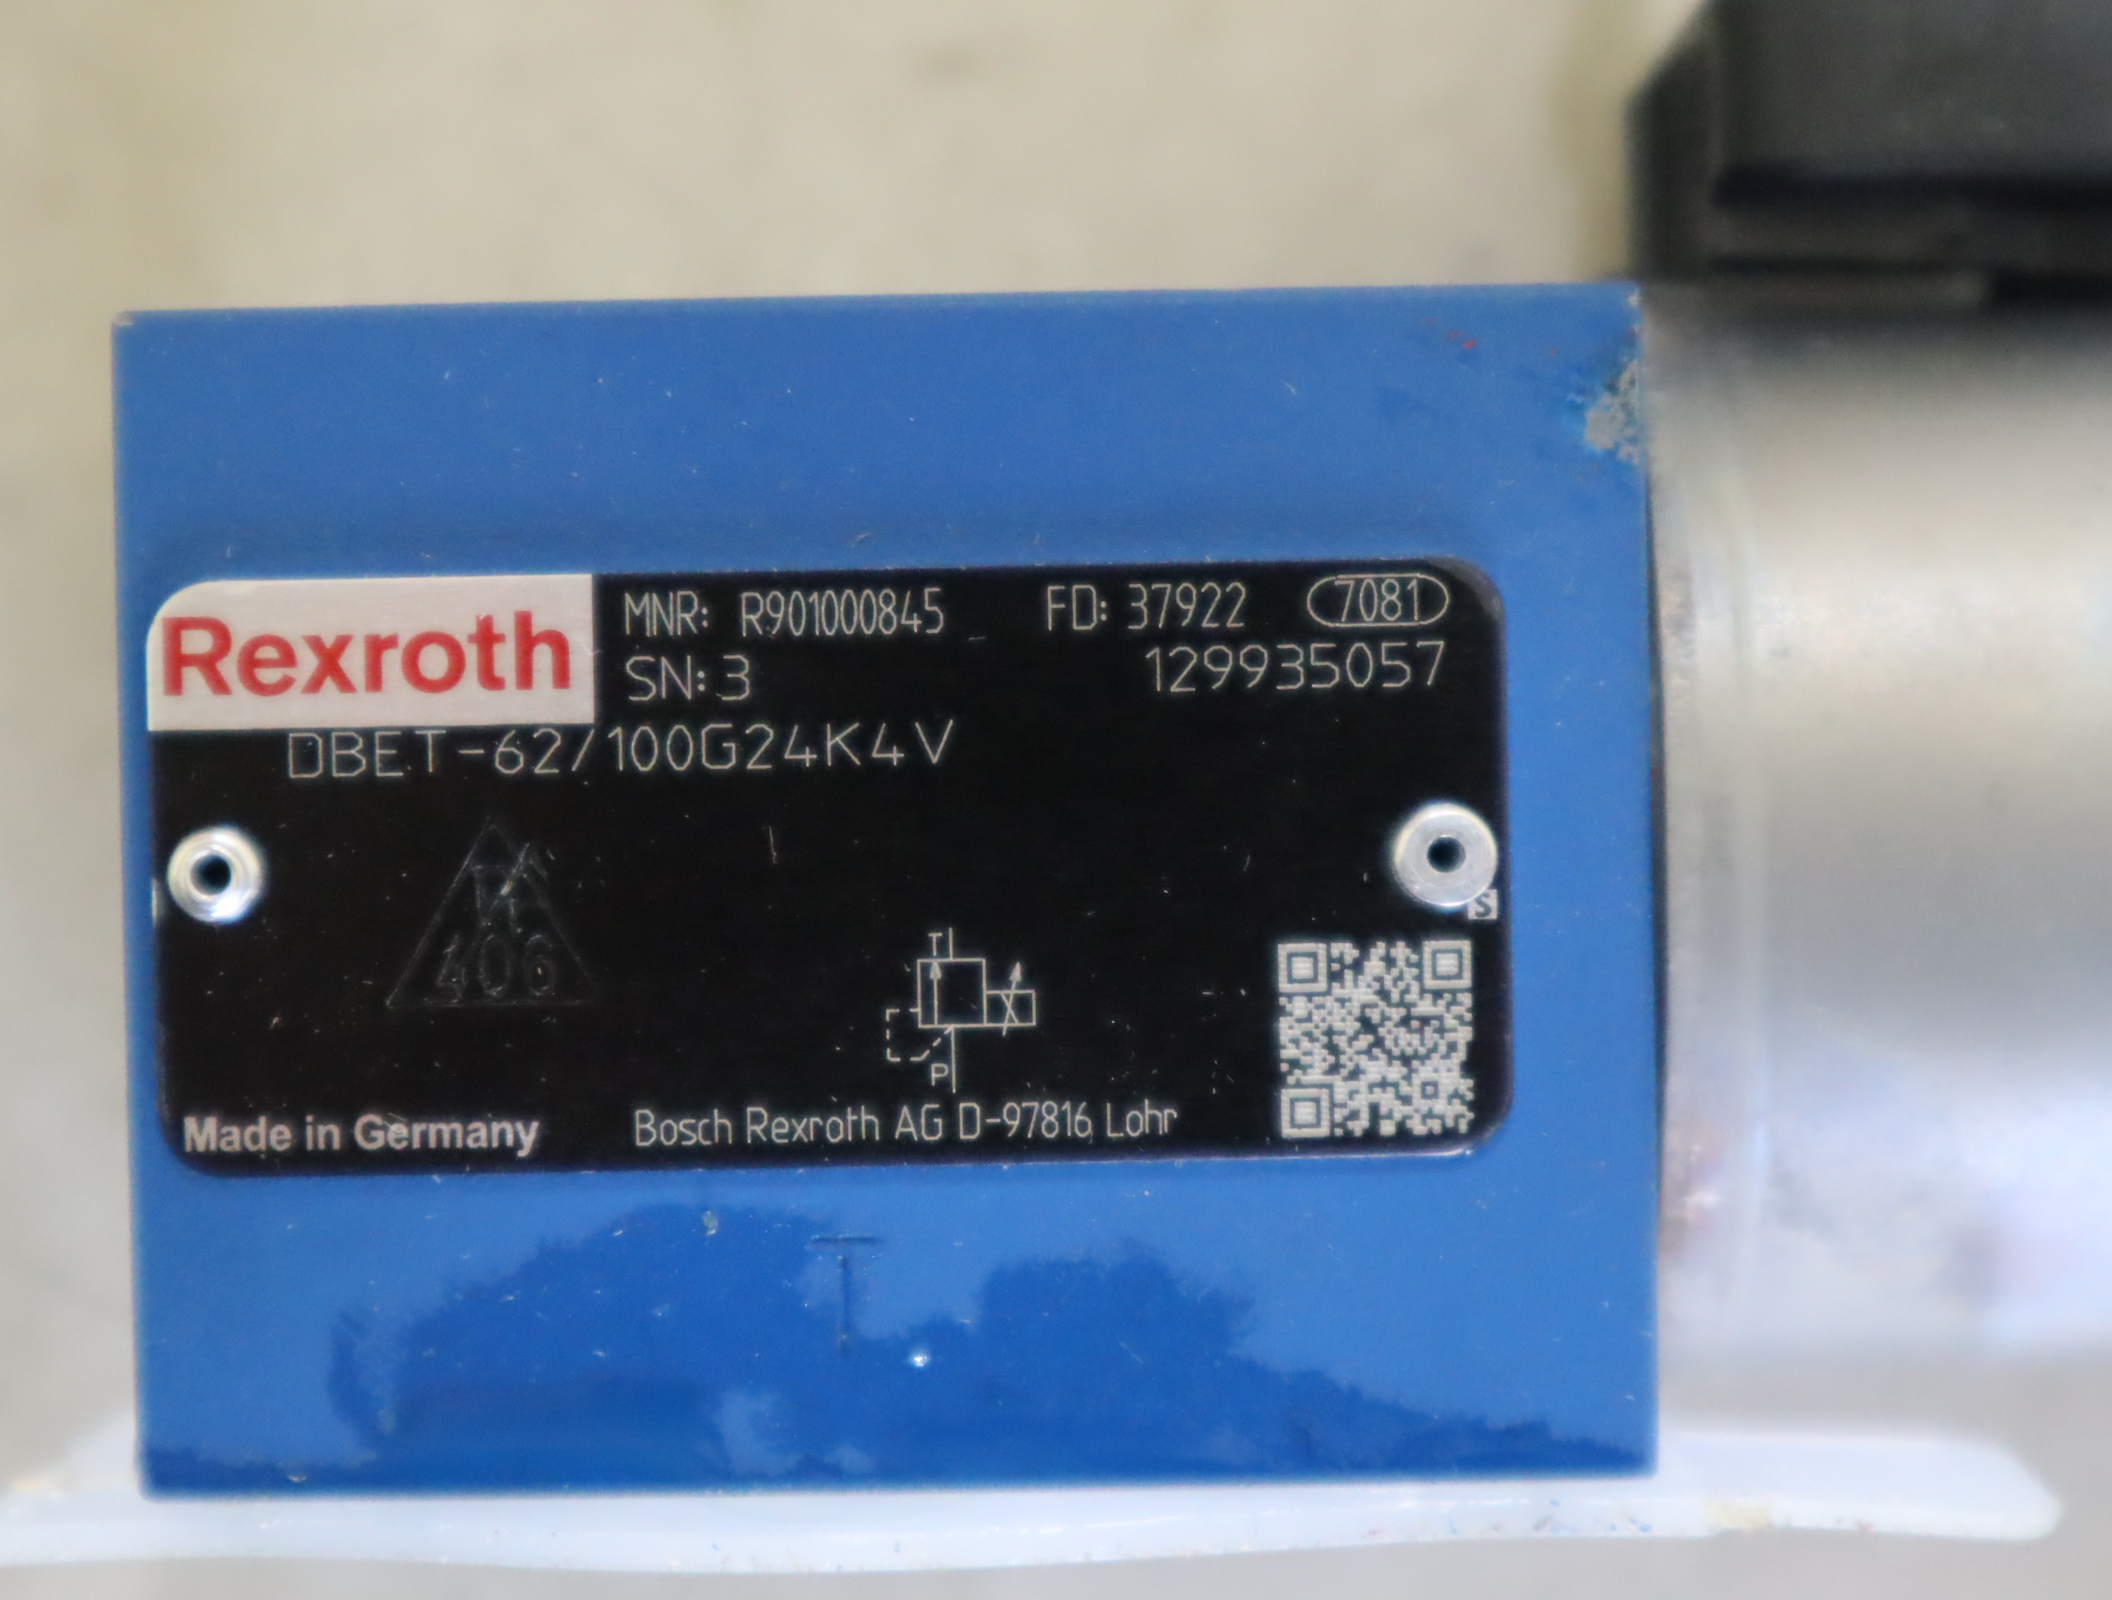 Rexroth
MNR: R901000845 FD: 37922 7081
SN: 3 129935057
DBET-62/100G24K4V
406
S
T
P
Made in Germany
Bosch Rexroth AG D-97816 Lohr
T